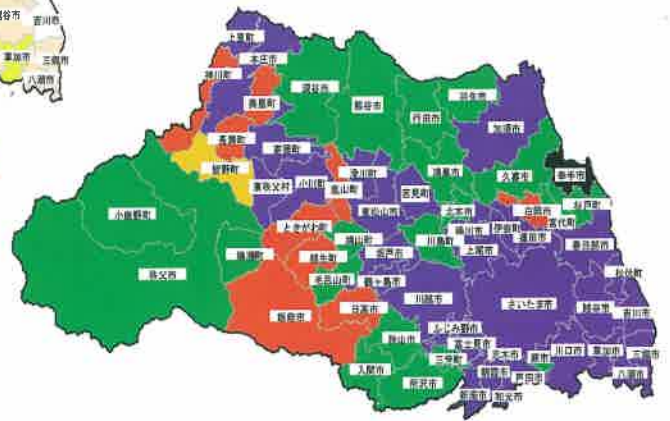 越谷市
吉川市
草加市
三郷市
八潮市
上里町
本庄市
神川町
美里町
深谷市
熊谷市
行田市
羽生市
加須市
長瀞町
皆野町
寄居町
東秩父村
小川町
嵐山町
滑川町
吉見町
鴻巣市
久喜市
幸手市
杉戸町
白岡市
宮代町
小鹿野町
秩父市
横瀬町
ときがわ町
鳩山町
東松山市
川島町
北本市
桶川市
伊奈町
蓮田市
上尾市
春日部市
越生町
坂戸市
毛呂山町
鶴ヶ島市
飯能市
日高市
川越市
さいたま市
松伏町
越谷市
吉川市
狭山市
ふじみ野市
富士見市
三芳町
入間市
所沢市
志木市
朝霞市
新座市
和光市
戸田市
蕨市
川口市
草加市
三郷市
八潮市